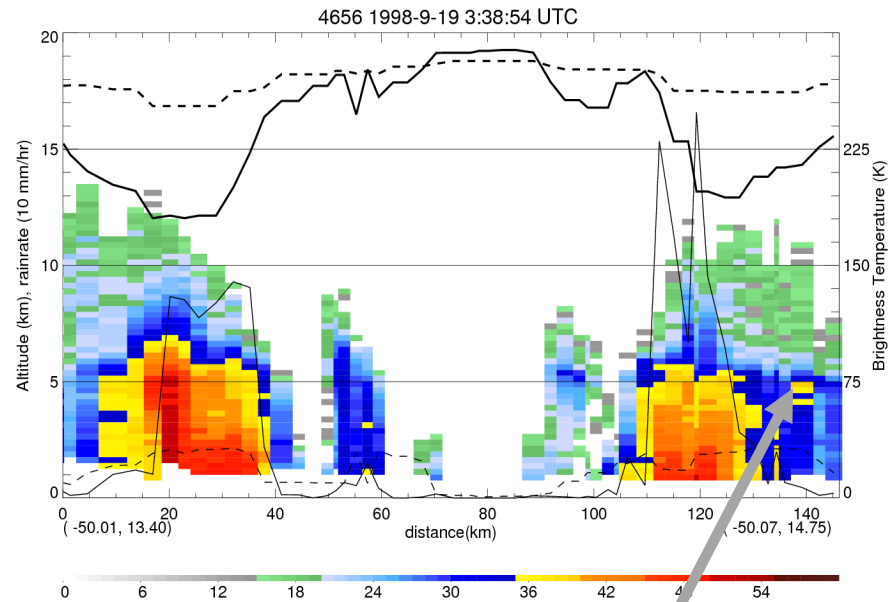 4656 1998-9-19 3:38:54 UTC
20
15
10
5
0
Altitude (km), rainrate (10 mm/hr)
225
150
75
0
Brightness Temperature (K)
0 20 40 60 80 100 120 140
( -50.01, 13.40) distance(km) ( -50.07, 14.75)
0 6 12 18 24 30 36 42 54